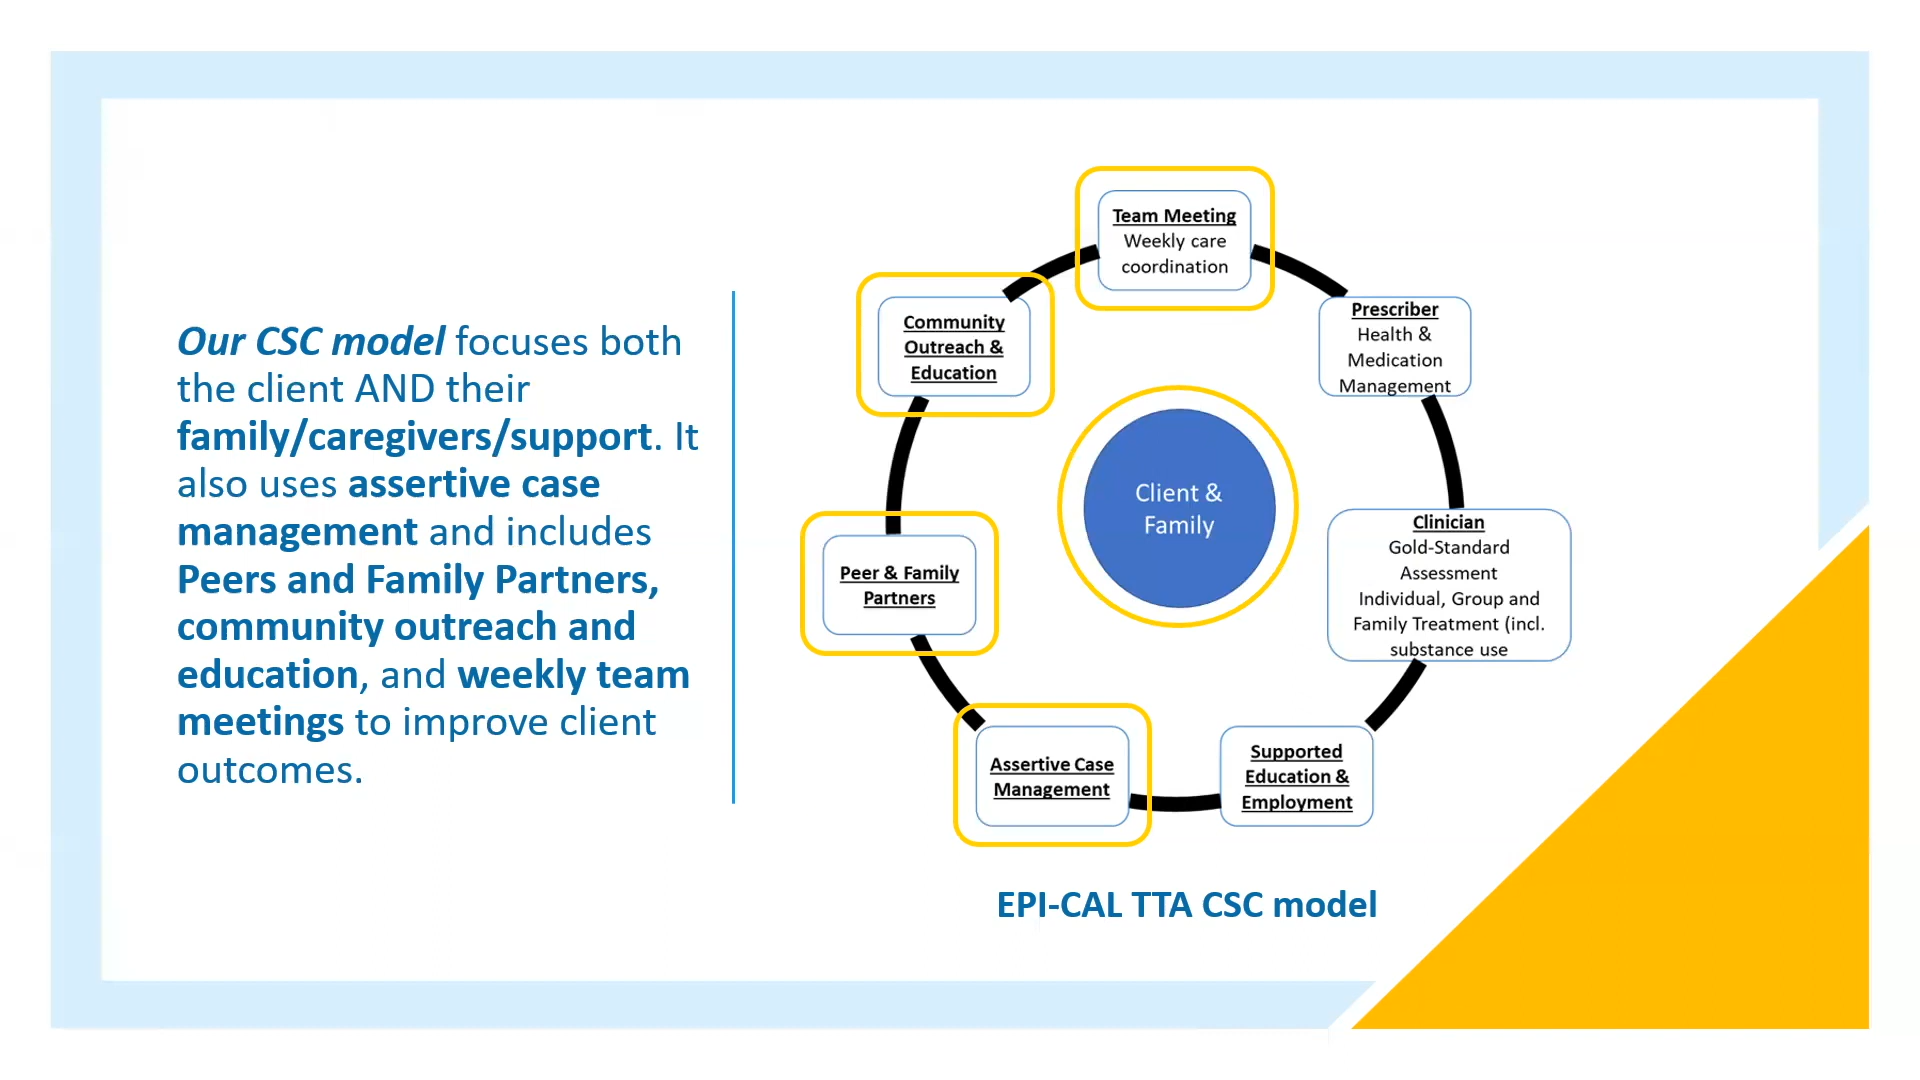 Our CSC model focuses both
the client AND their
family/caregivers/support. It
also uses assertive case
management and includes
Peers and Family Partners,
community outreach and
education, and weekly team
meetings to improve client
outcomes.
Team Meeting
Weekly care
coordination
Prescriber
Health &
Medication
Management
Clinician
Gold-Standard
Assessment
Individual, Group and
Family Treatment (incl.
substance use
Supported
Education &
Employment
Assertive Case
Management
Peer & Family
Partners
Community
Outreach &
Education
Client &
Family
EPI-CAL TTA CSC model